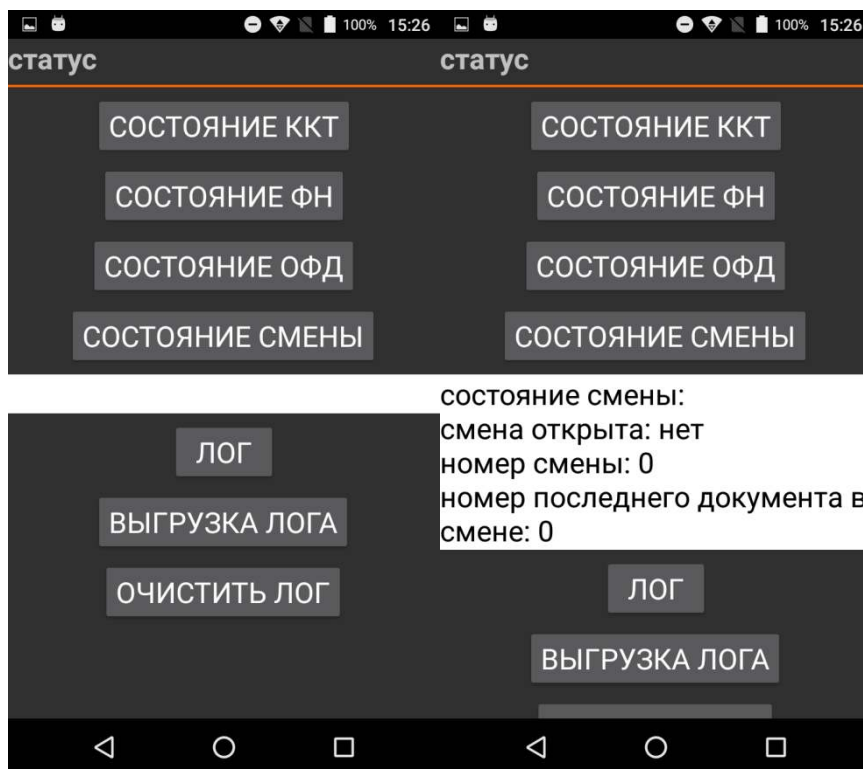 100% 15:26
статус
СОСТОЯНИЕ ККТ
СОСТОЯНИЕ ФН
СОСТОЯНИЕ ОФД
СОСТОЯНИЕ СМЕНЫ
ЛОГ
ВЫГРУЗКА ЛОГА
ОЧИСТИТЬ ЛОГ
100% 15:26
статус
СОСТОЯНИЕ ККТ
СОСТОЯНИЕ ФН
СОСТОЯНИЕ ОФД
СОСТОЯНИЕ СМЕНЫ
состояние смены:
смена открыта: нет
номер смены: 0
номер последнего документа в
смене: 0
ЛОГ
ВЫГРУЗКА ЛОГА